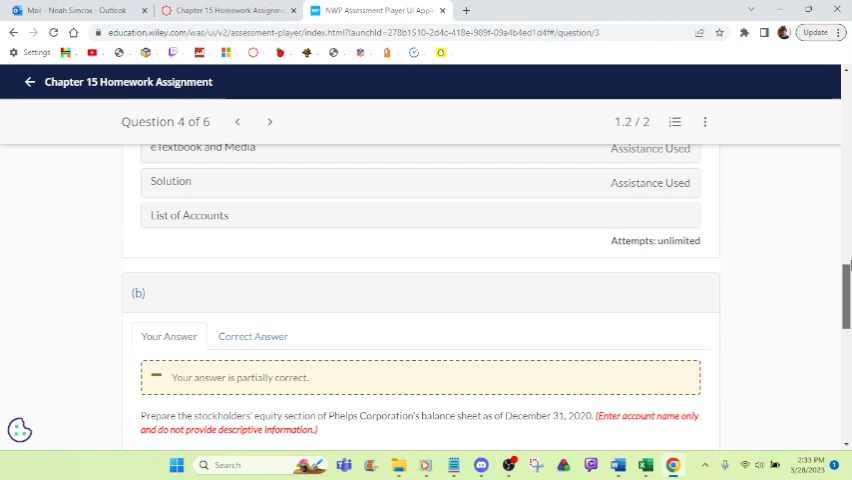 Mail - Noah Simcox - Outlook
Chapter 15 Homework Assignm
NWP Assessment Player UI Appli
education.wiley.com/was/ui/v2/assessment-player/index.html?launchId=278b1510-2d4c-418e-989f-09a4b4ed1d4f#/question/3
Update
Settings
Chapter 15 Homework Assignment
Question 4 of 6
1.2 / 2
eTextbook and Media
Assistance Used
Solution
Assistance Used
List of Accounts
Attempts: unlimited
(b)
Your Answer
Correct Answer
Your answer is partially correct.
Prepare the stockholders' equity section of Phelps Corporation's balance sheet as of December 31, 2020. (Enter account name only
and do not provide descriptive information.)
Search
2:33 PM
3/28/2023